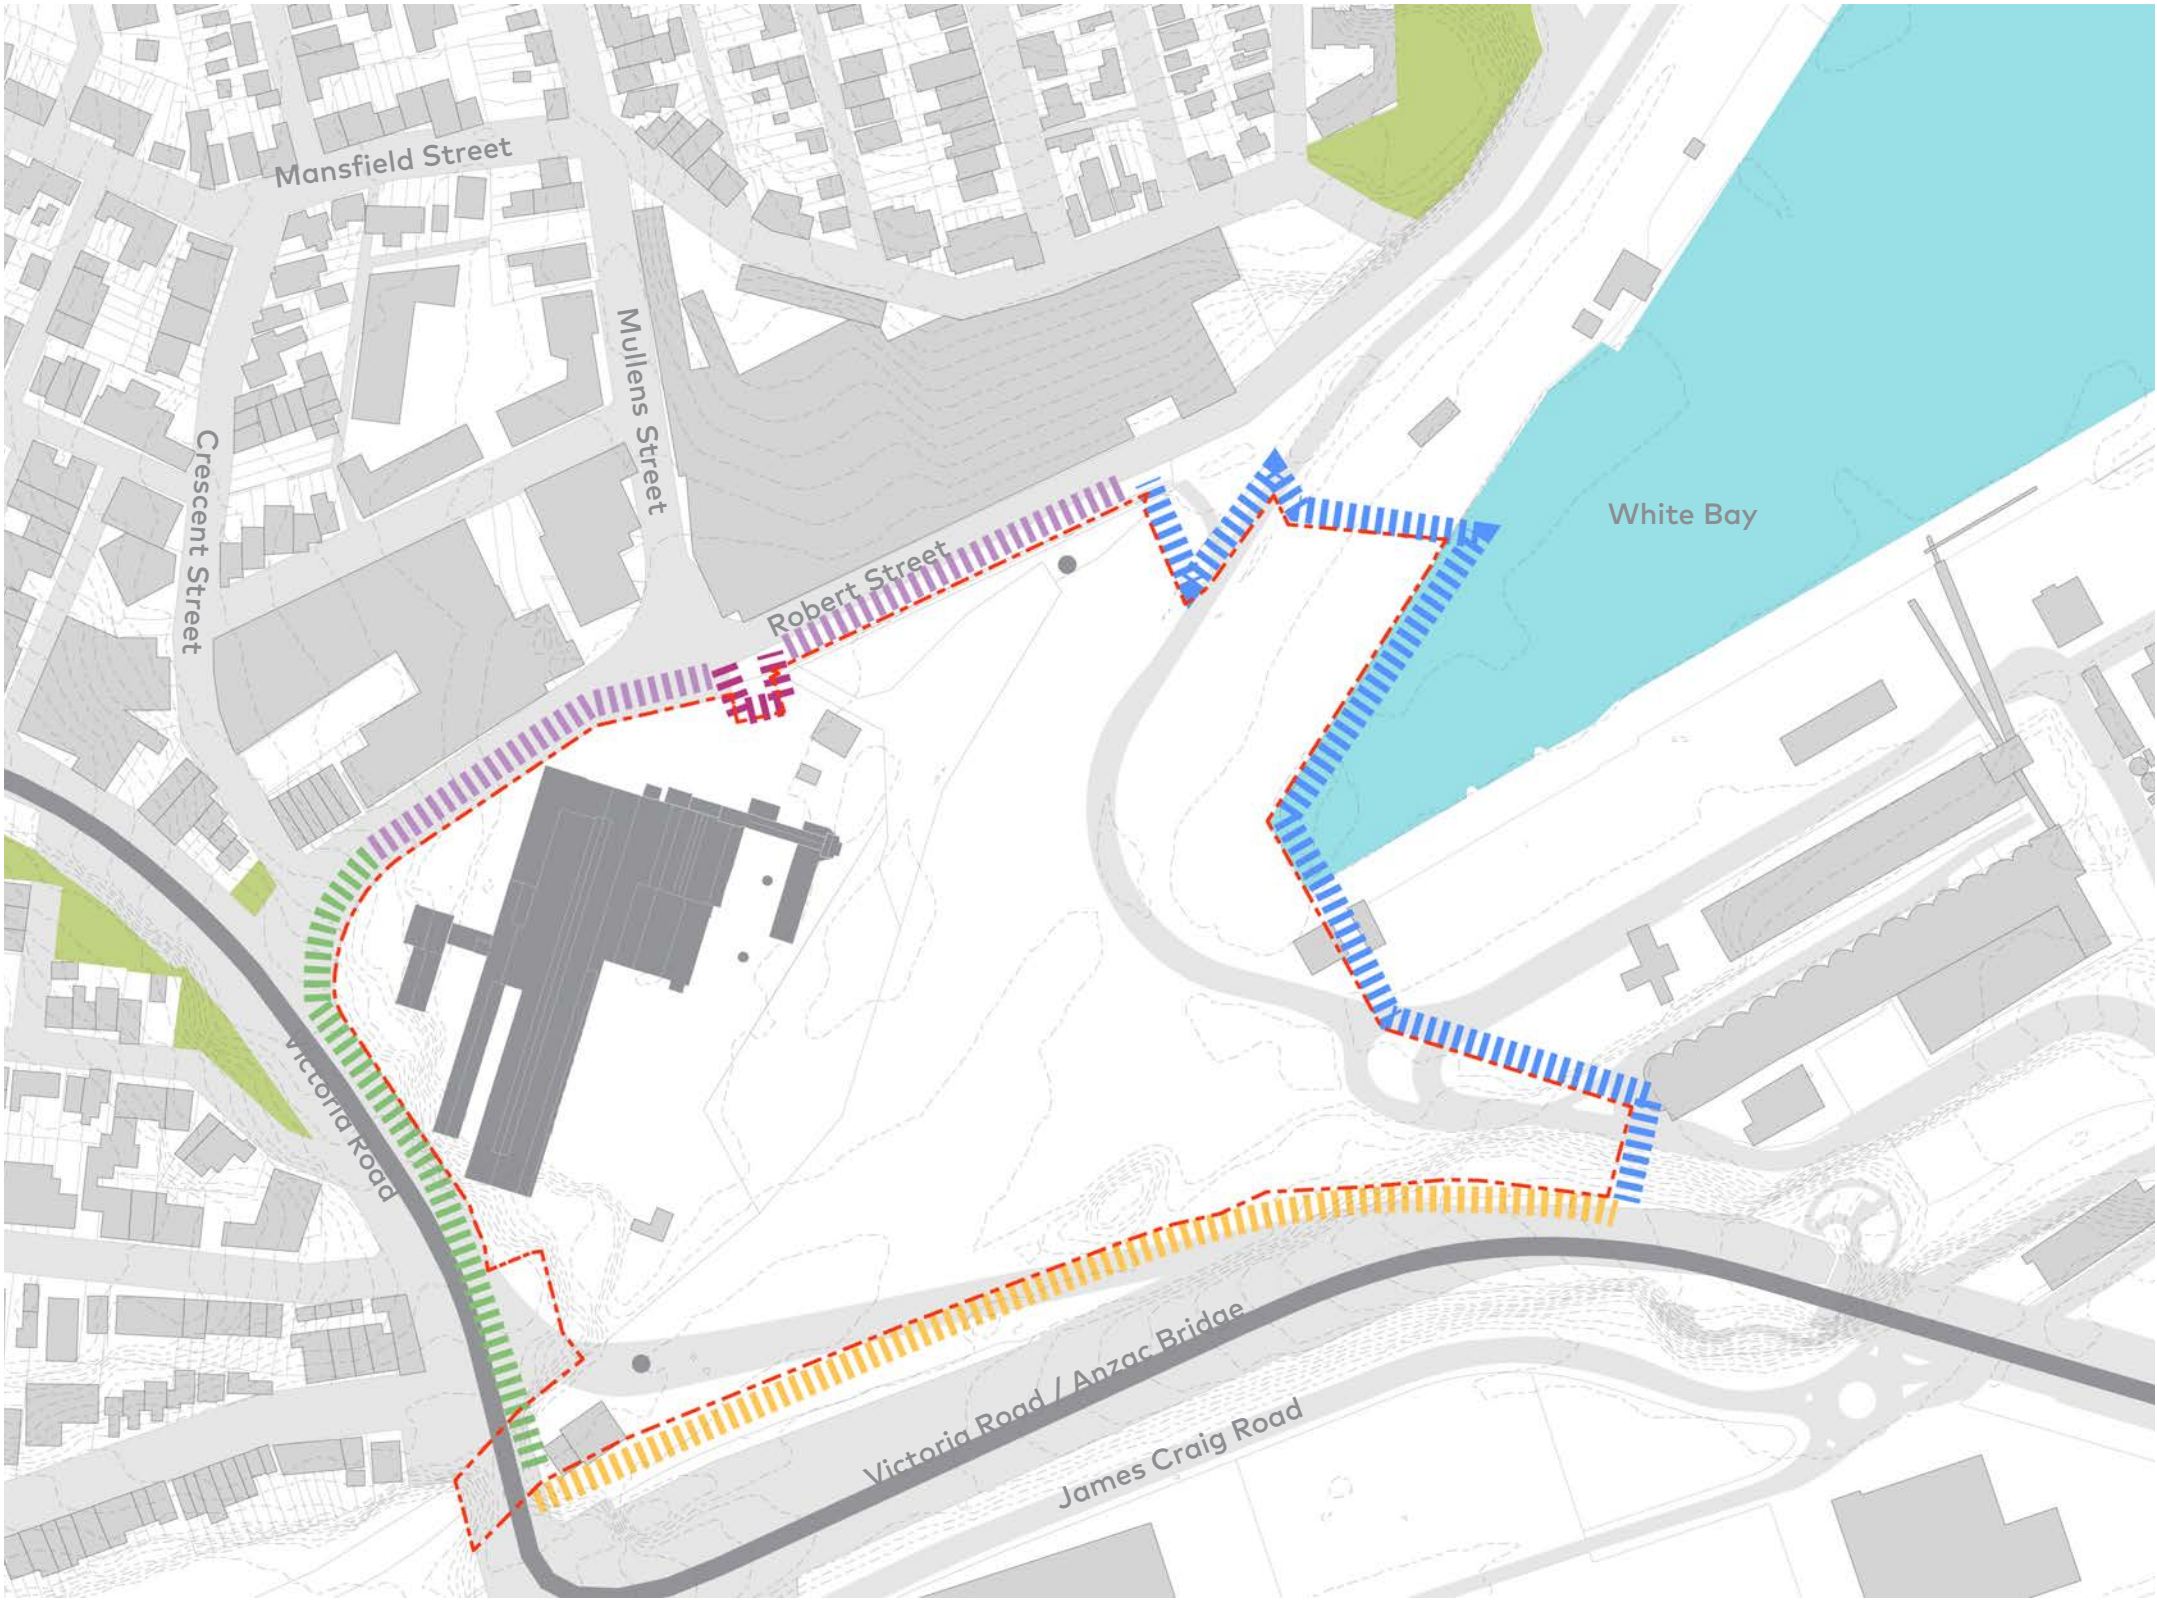 Mansfield Street
Mullens Street
Crescent Street
White Bay
Robert Street
Victoria Road
Victoria Road / Anzac Bridge
James Craig Road